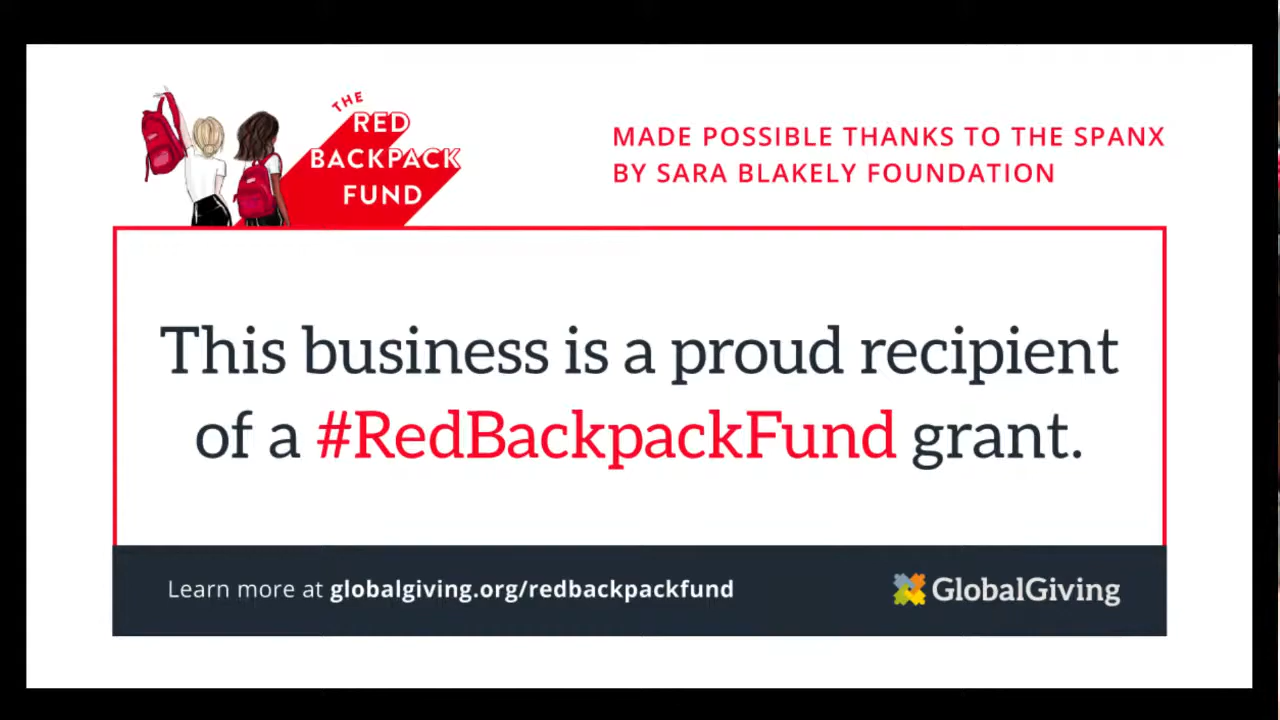 THE
RED
BACKPACK
FUND
MADE POSSIBLE THANKS TO THE SPANX
BY SARA BLAKELY FOUNDATION
This business is a proud recipient
of a #RedBackpackFund grant.
Learn more at globalgiving.org/redbackpackfund
GlobalGiving